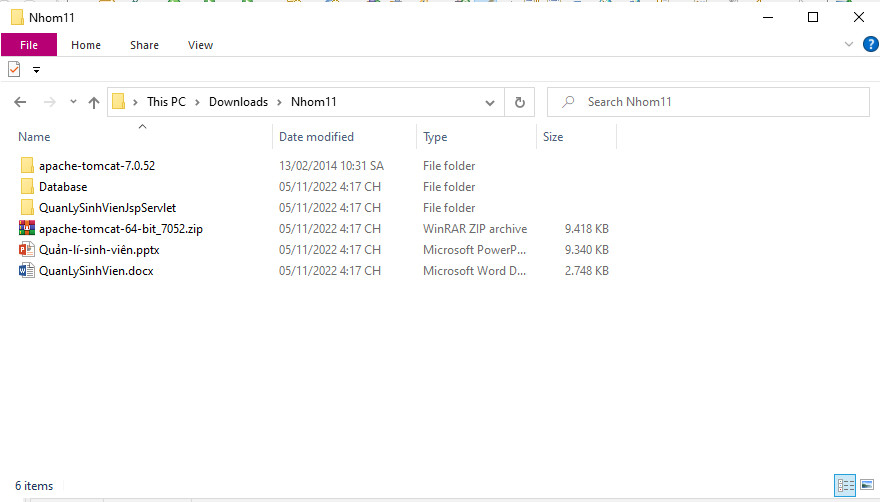 Nhom11
File Home Share View
This PC > Downloads > Nhom11 Search Nhom11
Name Date modified Type Size
apache-tomcat-7.0.52 13/02/2014 10:31 SA File folder
Database 05/11/2022 4:17 CH File folder
QuanLySinhVienJspServlet 05/11/2022 4:17 CH File folder
apache-tomcat-64-bit_7052.zip 05/11/2022 4:17 CH WinRAR ZIP archive 9.418 KB
Quản-lí-sinh-viên.pptx 05/11/2022 4:17 CH Microsoft PowerP... 9.340 KB
QuanLySinhVien.docx 05/11/2022 4:17 CH Microsoft Word D... 2.748 KB
6 items